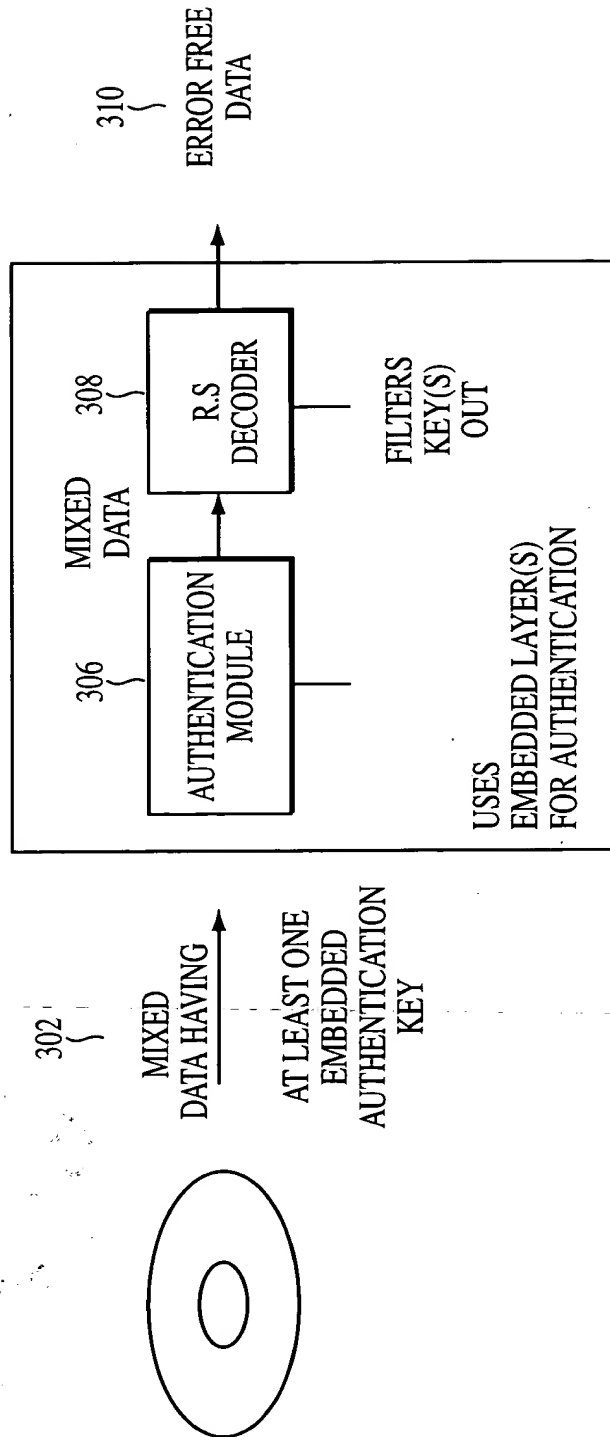 302
MIXED
DATA HAVING
AT LEAST ONE
EMBEDDED
AUTHENTICATION
KEY
306
AUTHENTICATION
MODULE
USES
EMBEDDED LAYER(S)
FOR AUTHENTICATION
MIXED
DATA
308
R.S
DECODER
FILTERS
KEY(S)
OUT
310
ERROR FREE
DATA